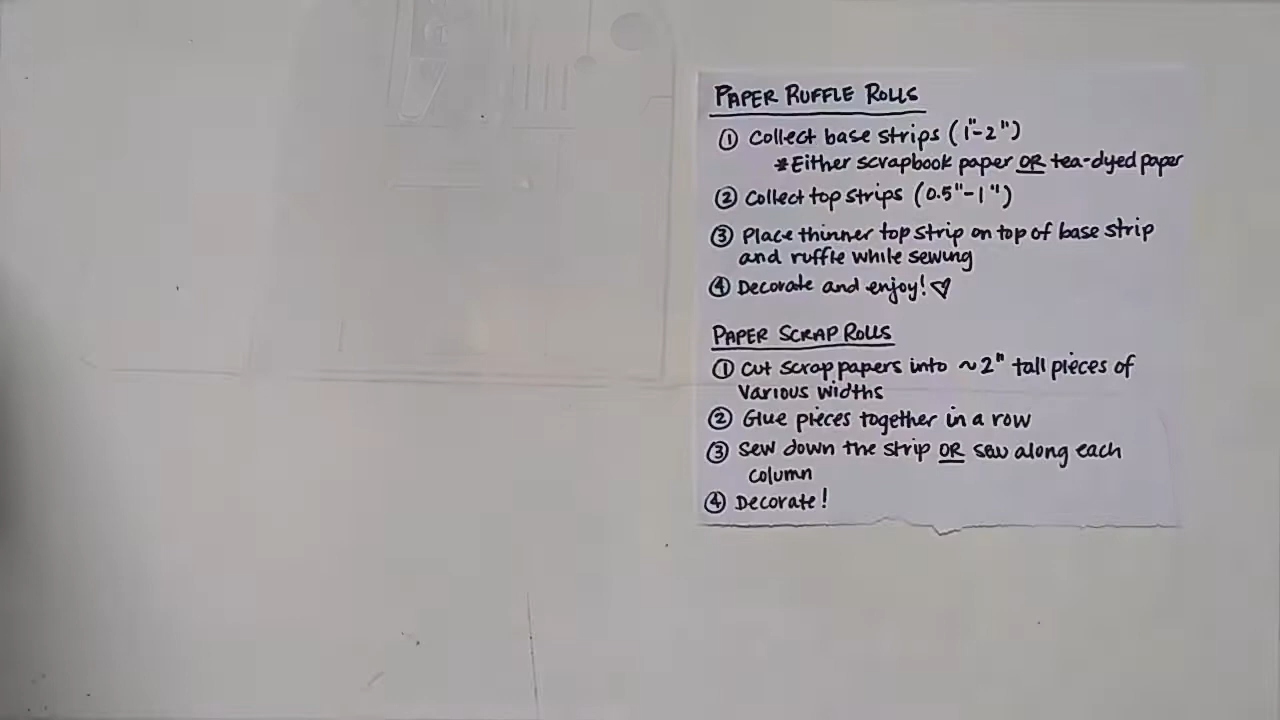 PAPER RUFFLE ROLLS
① Collect base strips (1"-2")
*Either scrapbook paper OR tea-dyed paper
② Collect top strips (0.5"-1")
③ Place thinner top strip on top of base strip
and ruffle while sewing
④ Decorate and enjoy! ♡
PAPER SCRAP ROLLS
① Cut scrap papers into ~2" tall pieces of
various widths
② Glue pieces together in a row
③ Sew down the strip OR sew along each
column
④ Decorate!